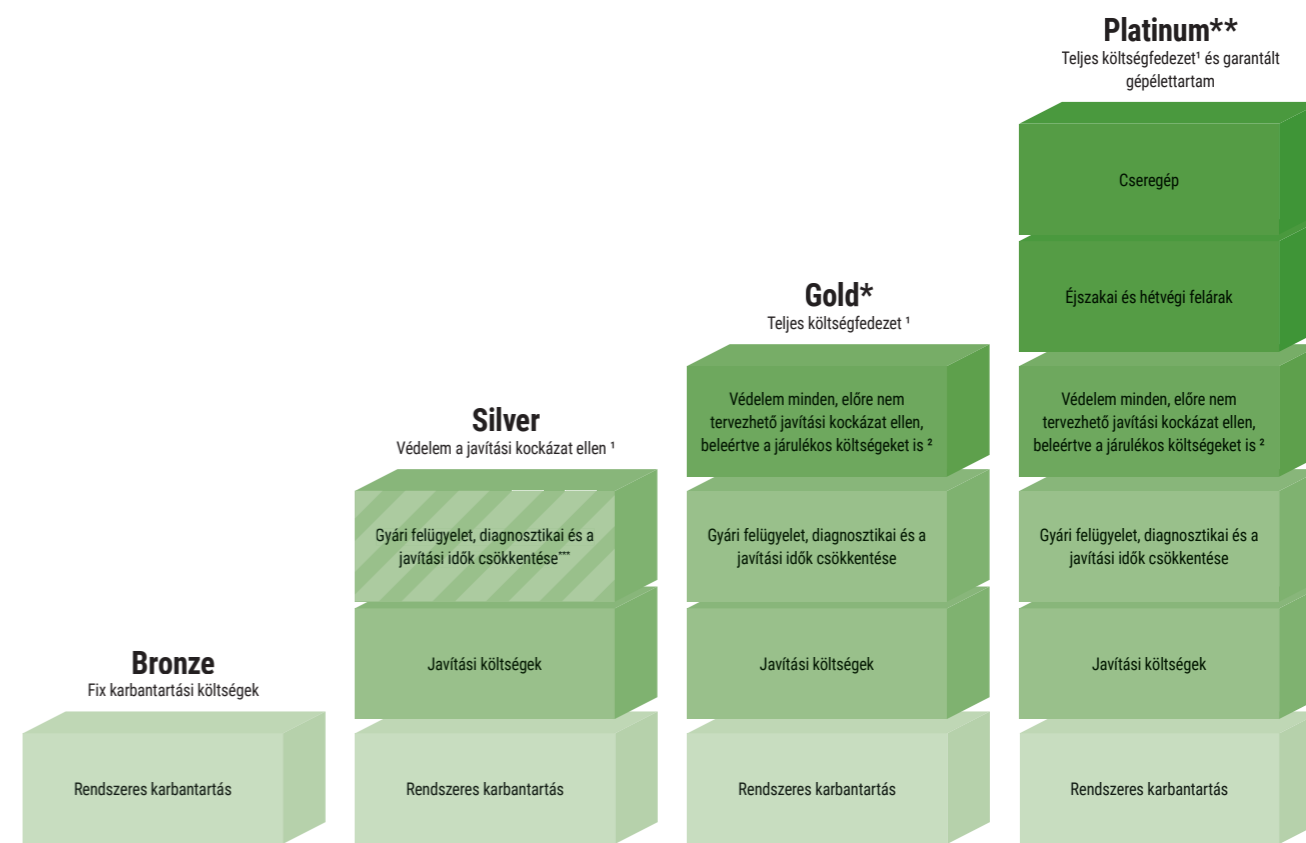 Platinum**
Teljes költségfedezet¹ és garantált
gépélettartam
Cseregép
Éjszakai és hétvégi felárak
Védelem minden, előre nem
tervezhető javítási kockázat ellen,
beleértve a járulékos költségeket is ²
Gyári felügyelet, diagnosztikai és a
javítási idők csökkentése
Javítási költségek
Rendszeres karbantartás
Gold*
Teljes költségfedezet ¹
Védelem minden, előre nem
tervezhető javítási kockázat ellen,
beleértve a járulékos költségeket is ²
Gyári felügyelet, diagnosztikai és a
javítási idők csökkentése
Javítási költségek
Rendszeres karbantartás
Silver
Védelem a javítási kockázat ellen ¹
Gyári felügyelet, diagnosztikai és a
javítási idők csökkentése***
Javítási költségek
Rendszeres karbantartás
Bronze
Fix karbantartási költségek
Rendszeres karbantartás